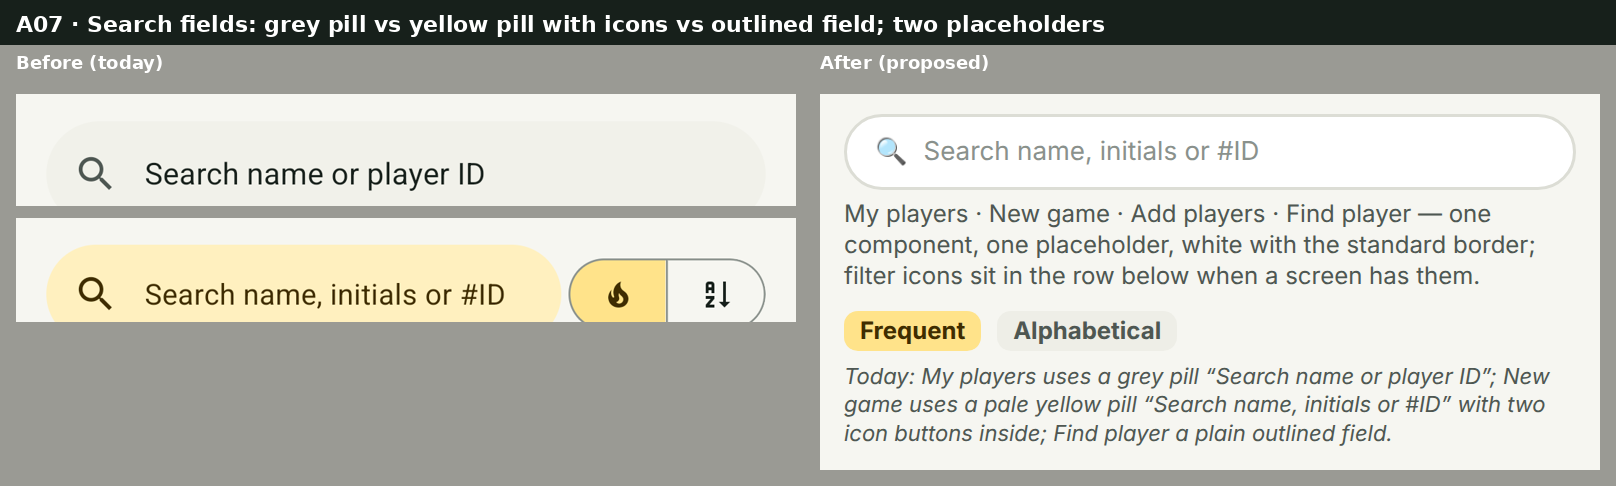 A07 · Search fields: grey pill vs yellow pill with icons vs outlined field; two placeholders
Before (today)
Search name or player ID
Search name, initials or #ID
A
Z
After (proposed)
Search name, initials or #ID
My players · New game · Add players · Find player — one
component, one placeholder, white with the standard border;
filter icons sit in the row below when a screen has them.
Frequent
Alphabetical
Today: My players uses a grey pill “Search name or player ID”; New
game uses a pale yellow pill “Search name, initials or #ID” with two
icon buttons inside; Find player a plain outlined field.